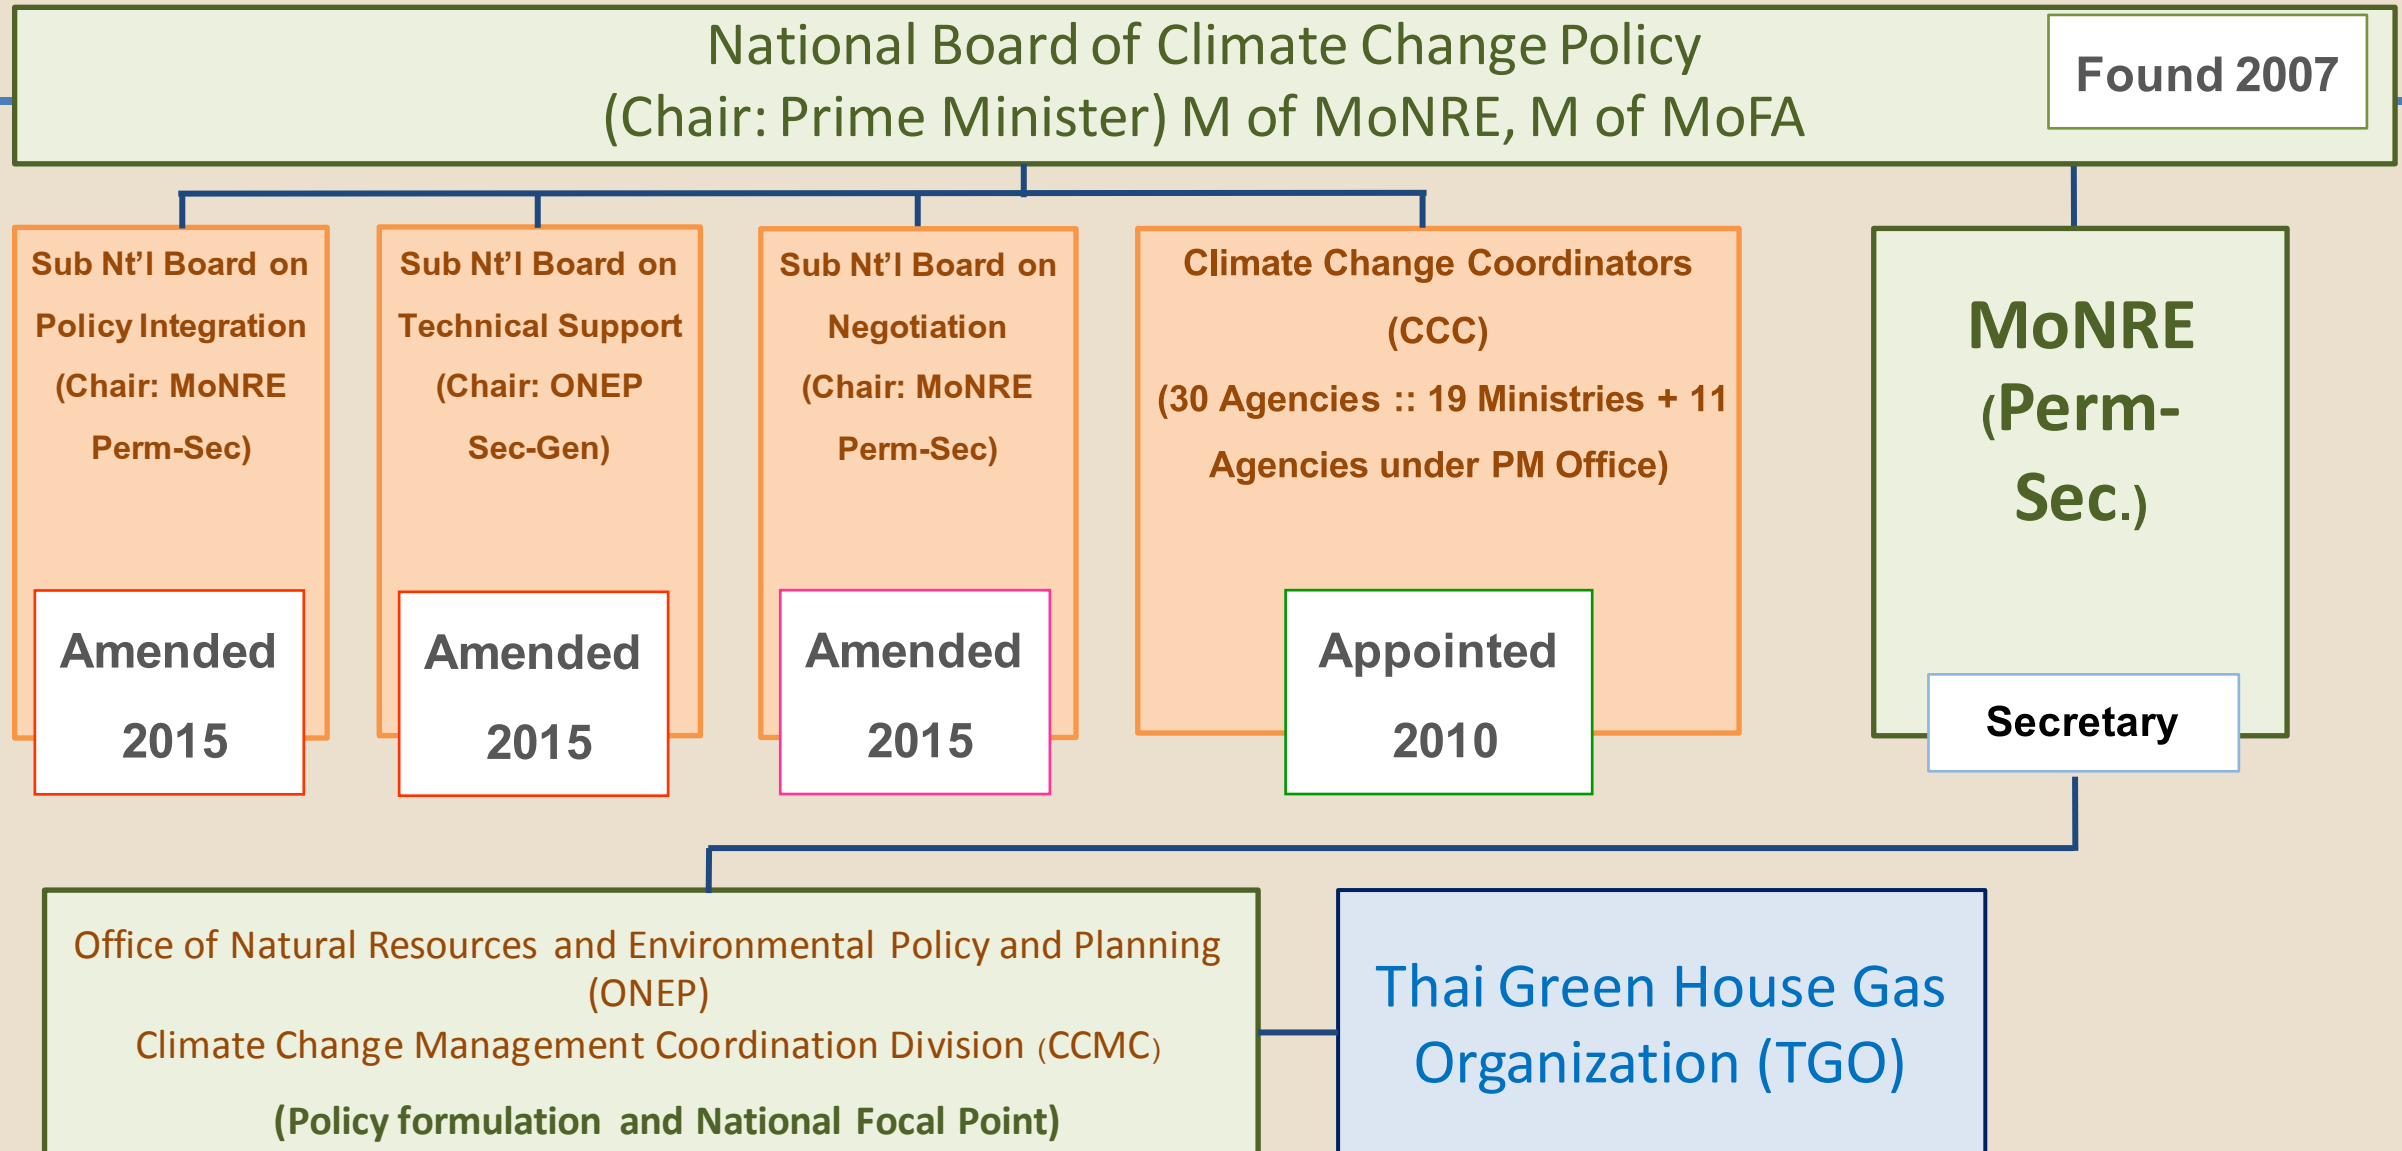 National Board of Climate Change Policy
(Chair: Prime Minister) M of MoNRE, M of MoFA
Found 2007
Sub Nt’l Board on
Policy Integration
(Chair: MoNRE
Perm-Sec)
Amended
2015
Sub Nt’l Board on
Technical Support
(Chair: ONEP
Sec-Gen)
Amended
2015
Sub Nt’l Board on
Negotiation
(Chair: MoNRE
Perm-Sec)
Amended
2015
Climate Change Coordinators
(CCC)
(30 Agencies :: 19 Ministries + 11
Agencies under PM Office)
Appointed
2010
MoNRE
(Perm-
Sec.)
Secretary
Office of Natural Resources and Environmental Policy and Planning
(ONEP)
Climate Change Management Coordination Division (CCMC)
(Policy formulation and National Focal Point)
Thai Green House Gas
Organization (TGO)